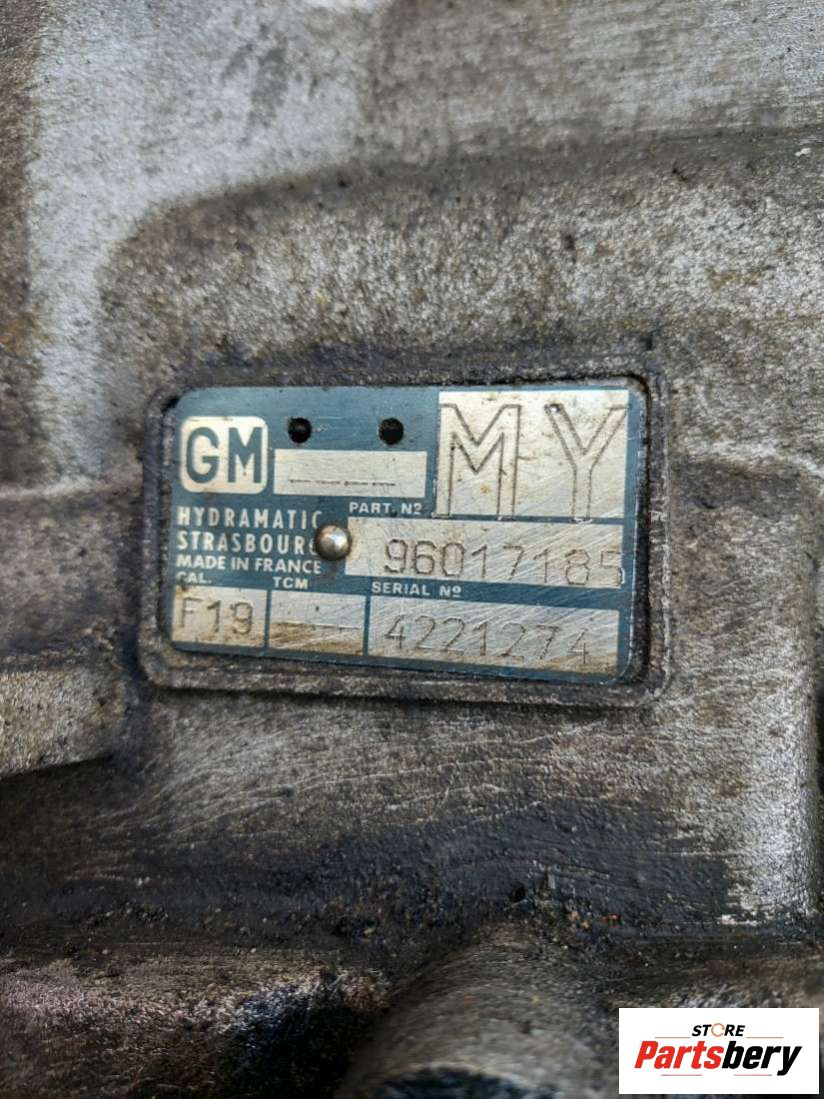 GM
MY
PART. Nº
HYDRAMATIC
STRASBOURG
MADE IN FRANCE
96017185
CAL.
TCM
SERIAL Nº
F19
4221274
STORE
Partsbery